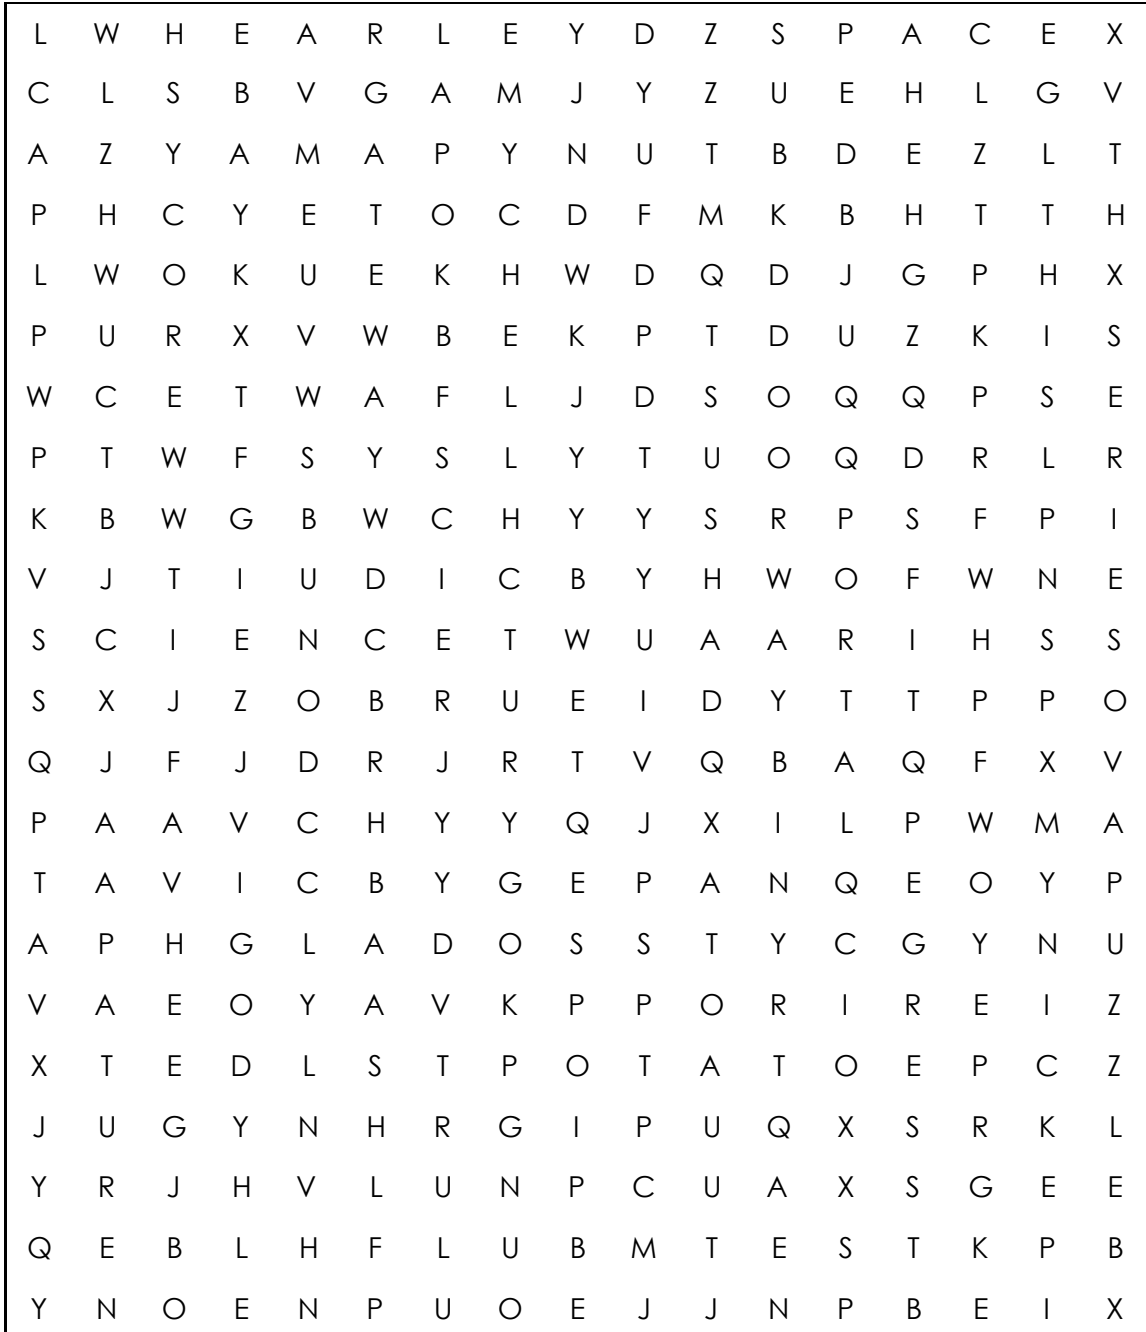 L W H E A R L E Y D Z S P A C E X
C L S B V G A M J Y Z U E H L G V
A Z Y A M A P Y N U T B D E Z L T
P H C Y E T O C D F M K B H T T H
L W O K U E K H W D Q D J G P H X
P U R X V W B E K P T D U Z K I S
W C E T W A F L J D S O Q Q P S E
P T W F S Y S L Y T U O Q D R L R
K B W G B W C H Y Y S R P S F P I
V J T I U D I C B Y H W O F W N E
S C I E N C E T W U A A R I H S S
S X J Z O B R U E I D Y T T P P O
Q J F J D R J R T V Q B A Q F X V
P A A V C H Y Y Q J X I L P W M A
T A V I C B Y G E P A N Q E O Y P
A P H G L A D O S S T Y C G Y N U
V A E O Y A V K P P O R I R E I Z
X T E D L S T P O T A T O E P C Z
J U G Y N H R G I P U Q X S R K L
Y R J H V L U N P C U A X S G E E
Q E B L H F L U B M T E S T K P B
Y N O E N P U O E J J N P B E I X